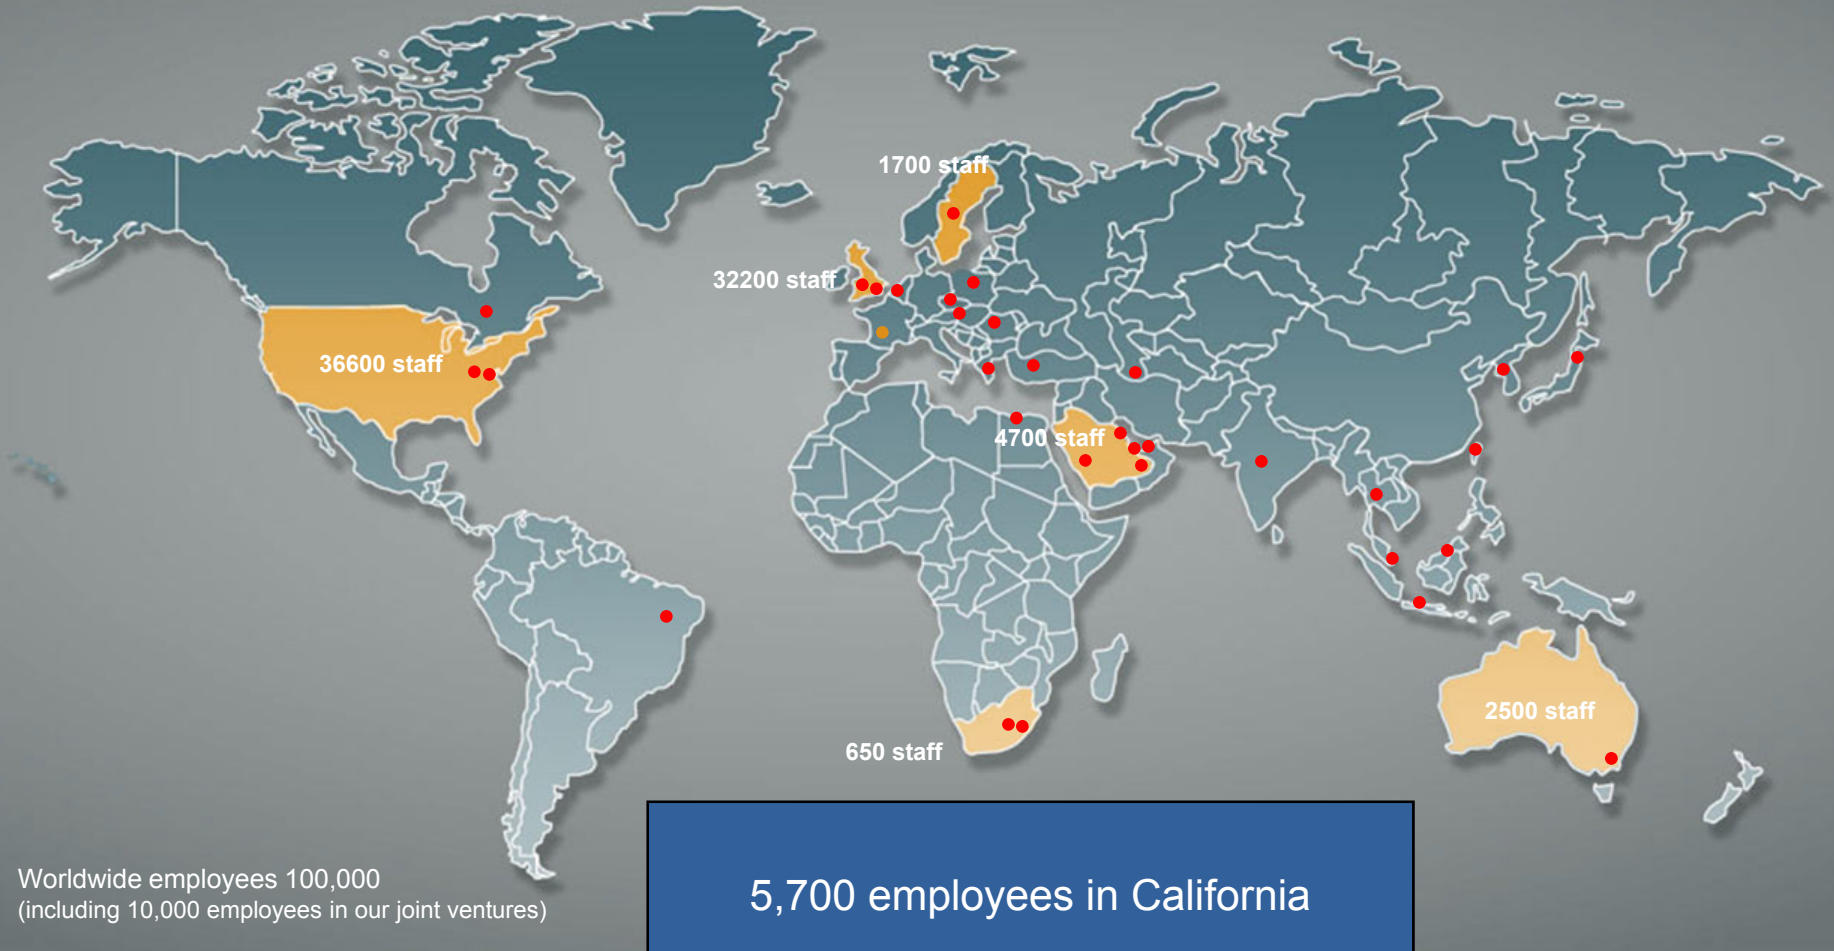 1700 staff
32200 staff
36600 staff
4700 staff
2500 staff
650 staff
Worldwide employees 100,000
(including 10,000 employees in our joint ventures)
5,700 employees in California